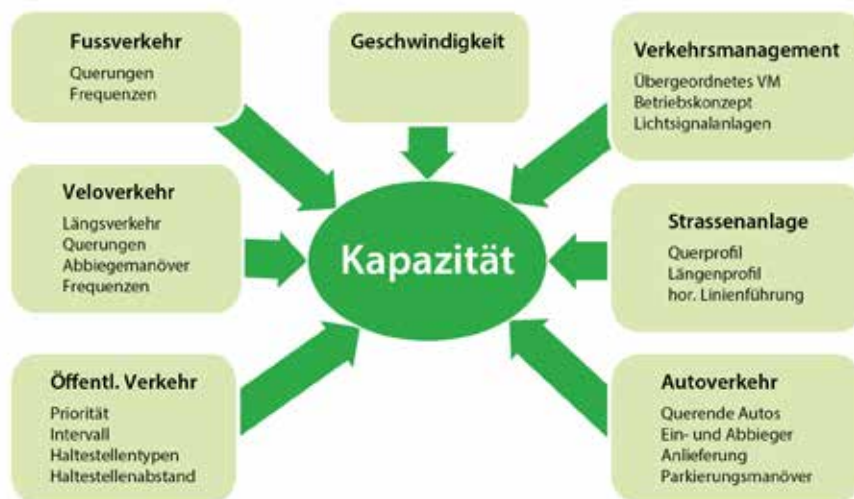 Fussverkehr
Querungen
Frequenzen
Geschwindigkeit
Verkehrsmanagement
Übergeordnetes VM
Betriebskonzept
Lichtsignalanlagen
Veloverkehr
Längsverkehr
Querungen
Abbiegemanöver
Frequenzen
Kapazität
Strassenanlage
Querprofil
Längenprofil
hor. Linienführung
Öffentl. Verkehr
Priorität
Intervall
Haltestellentypen
Haltestellenabstand
Autoverkehr
Querende Autos
Ein- und Abbieger
Anlieferung
Parkierungsmanöver